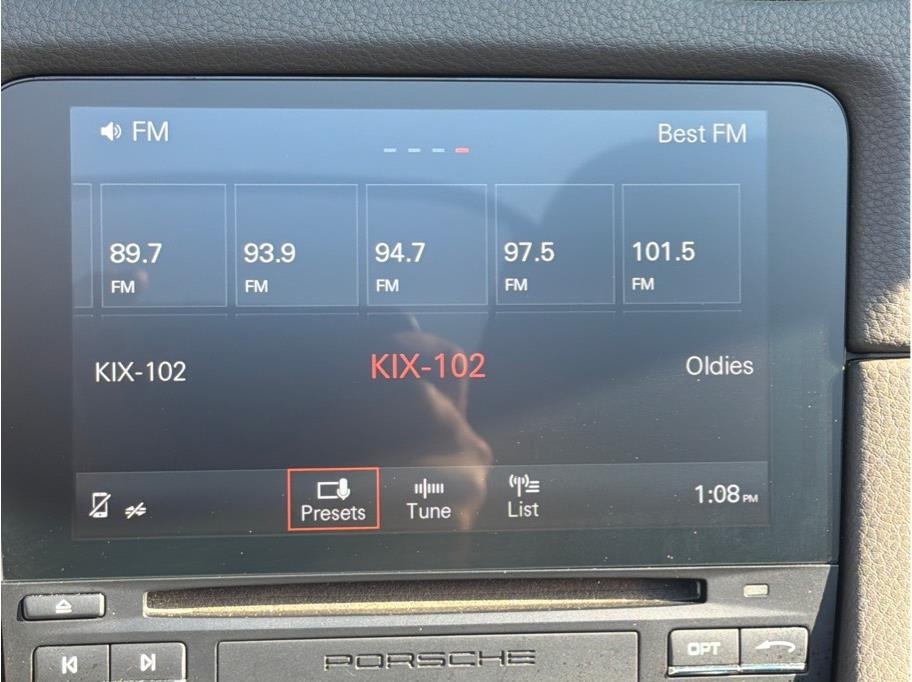 FM
Best FM
89.7 93.9 94.7 97.5 101.5
FM FM FM FM FM
KIX-102 KIX-102 Oldies
Presets Tune List 1:08 PM
OPT
PORSCHE